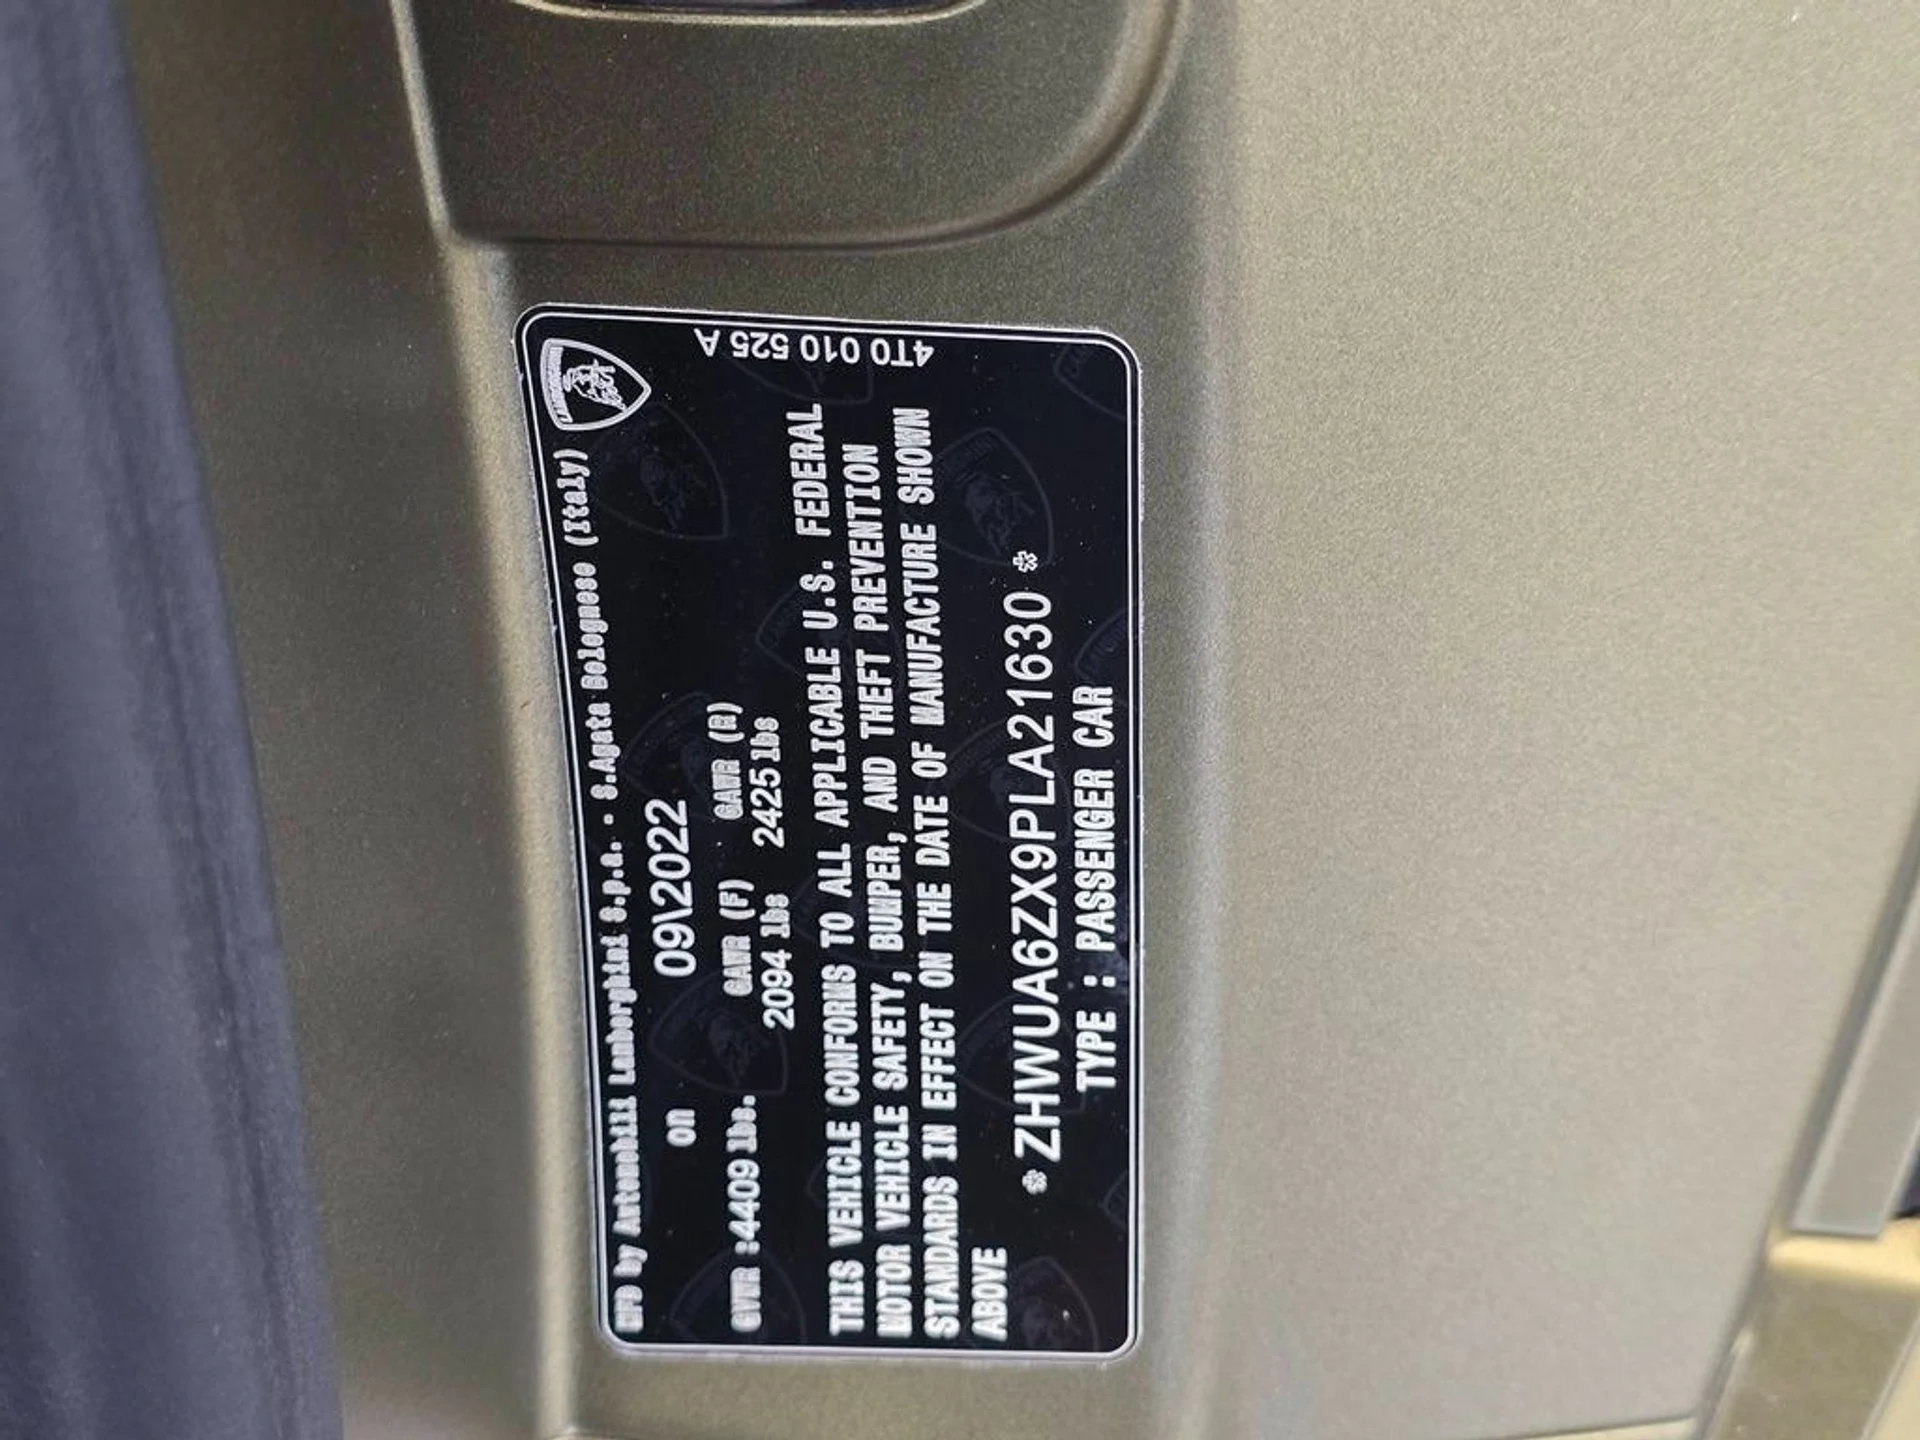 MFD by Automobili Lamborghini S.p.a. - S.Agata Bolognese (Italy)
LAMBORGHINI
on 09\2022
GVWR :4409 lbs. GAWR (F) GAWR (R)
2094 lbs 2425 lbs
THIS VEHICLE CONFORMS TO ALL APPLICABLE U.S. FEDERAL
MOTOR VEHICLE SAFETY, BUMPER, AND THEFT PREVENTION
STANDARDS IN EFFECT ON THE DATE OF MANUFACTURE SHOWN
ABOVE
* ZHWUA6ZX9PLA21630 *
TYPE : PASSENGER CAR
4T0 010 525 A